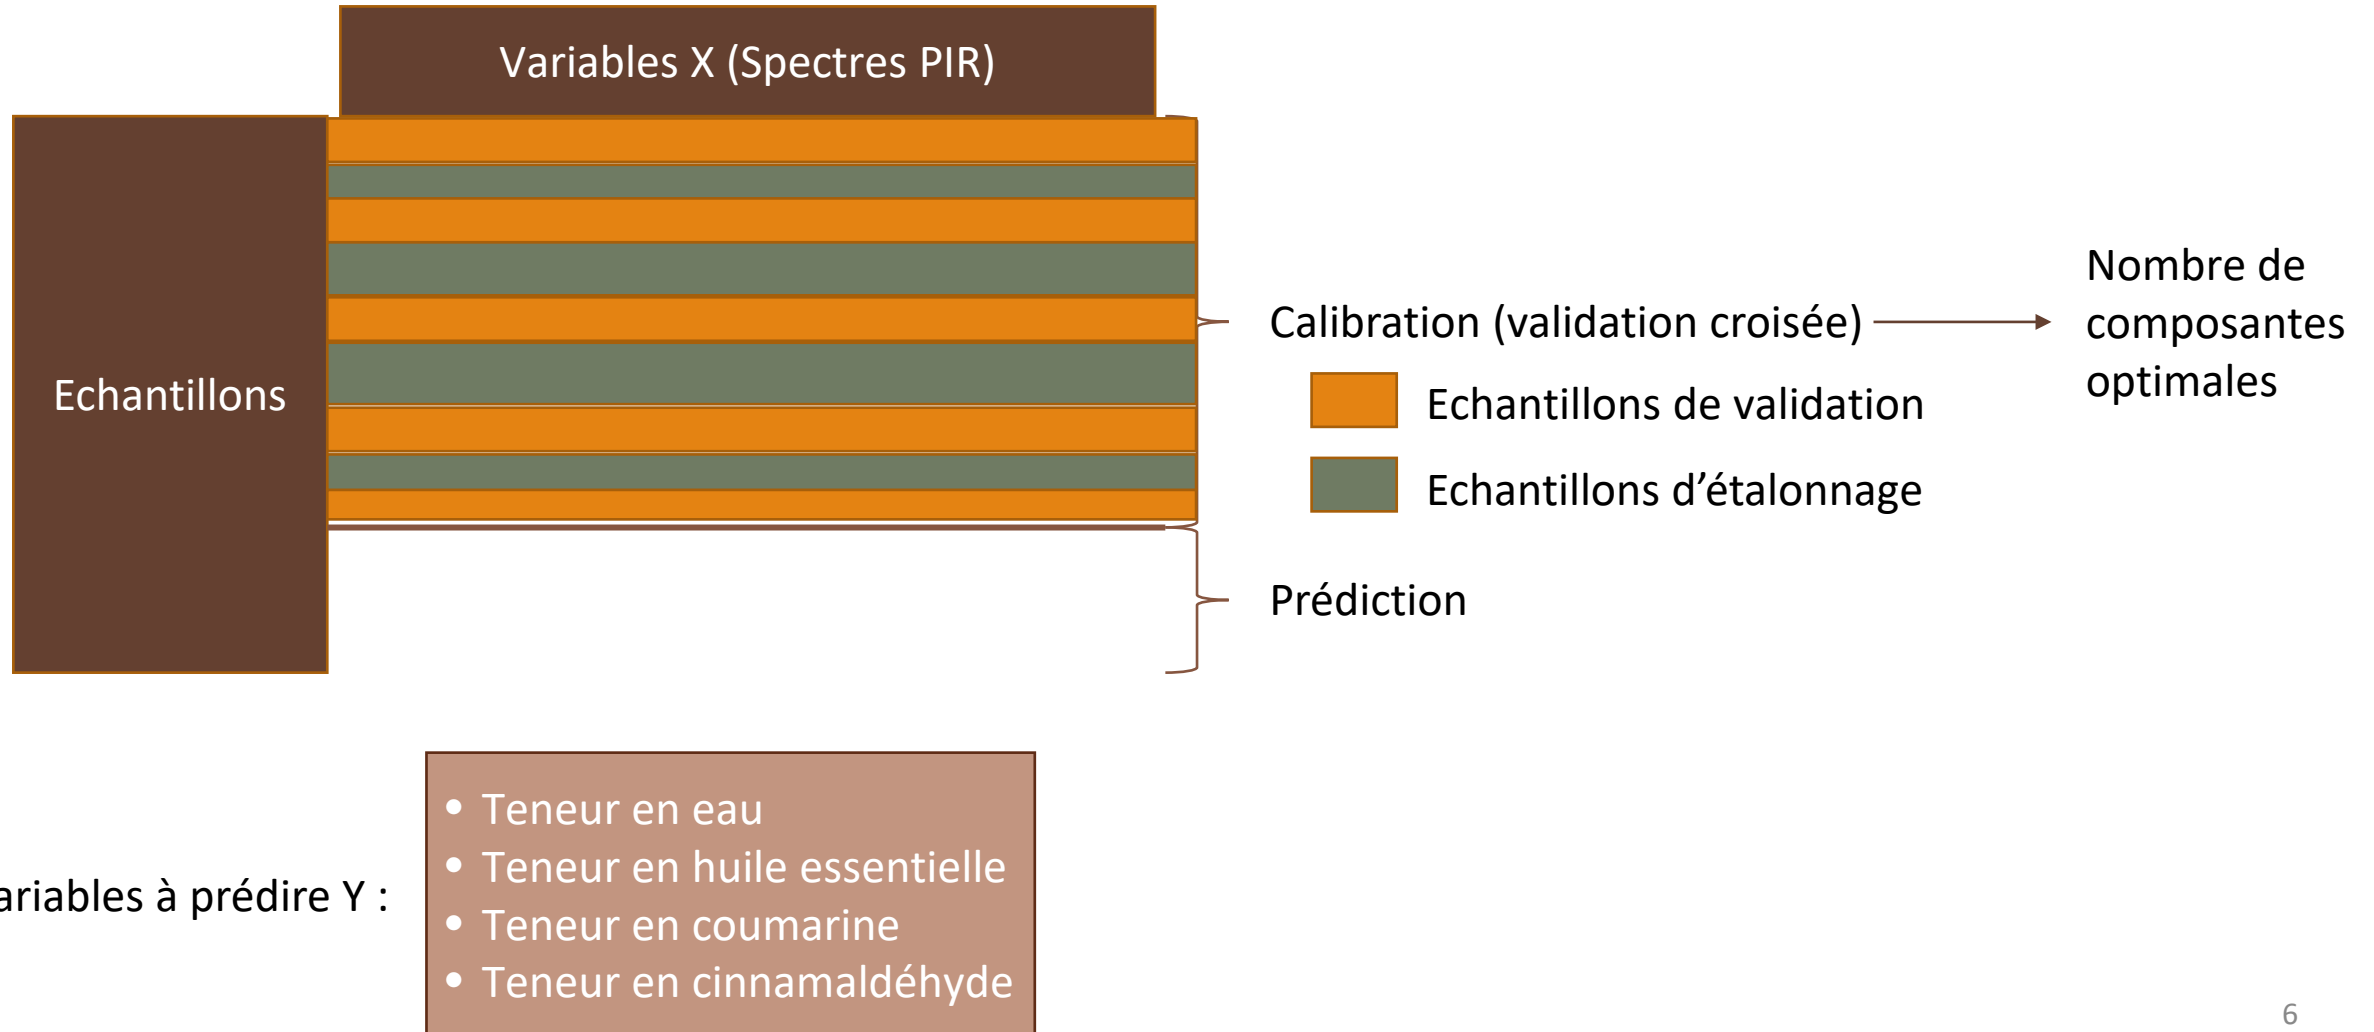 Variables X (Spectres PIR)
Echantillons
Calibration (validation croisée)
Nombre de
composantes
optimales
Echantillons de validation
Echantillons d’étalonnage
Prédiction
ariables à prédire Y :
• Teneur en eau
• Teneur en huile essentielle
• Teneur en coumarine
• Teneur en cinnamaldéhyde
6